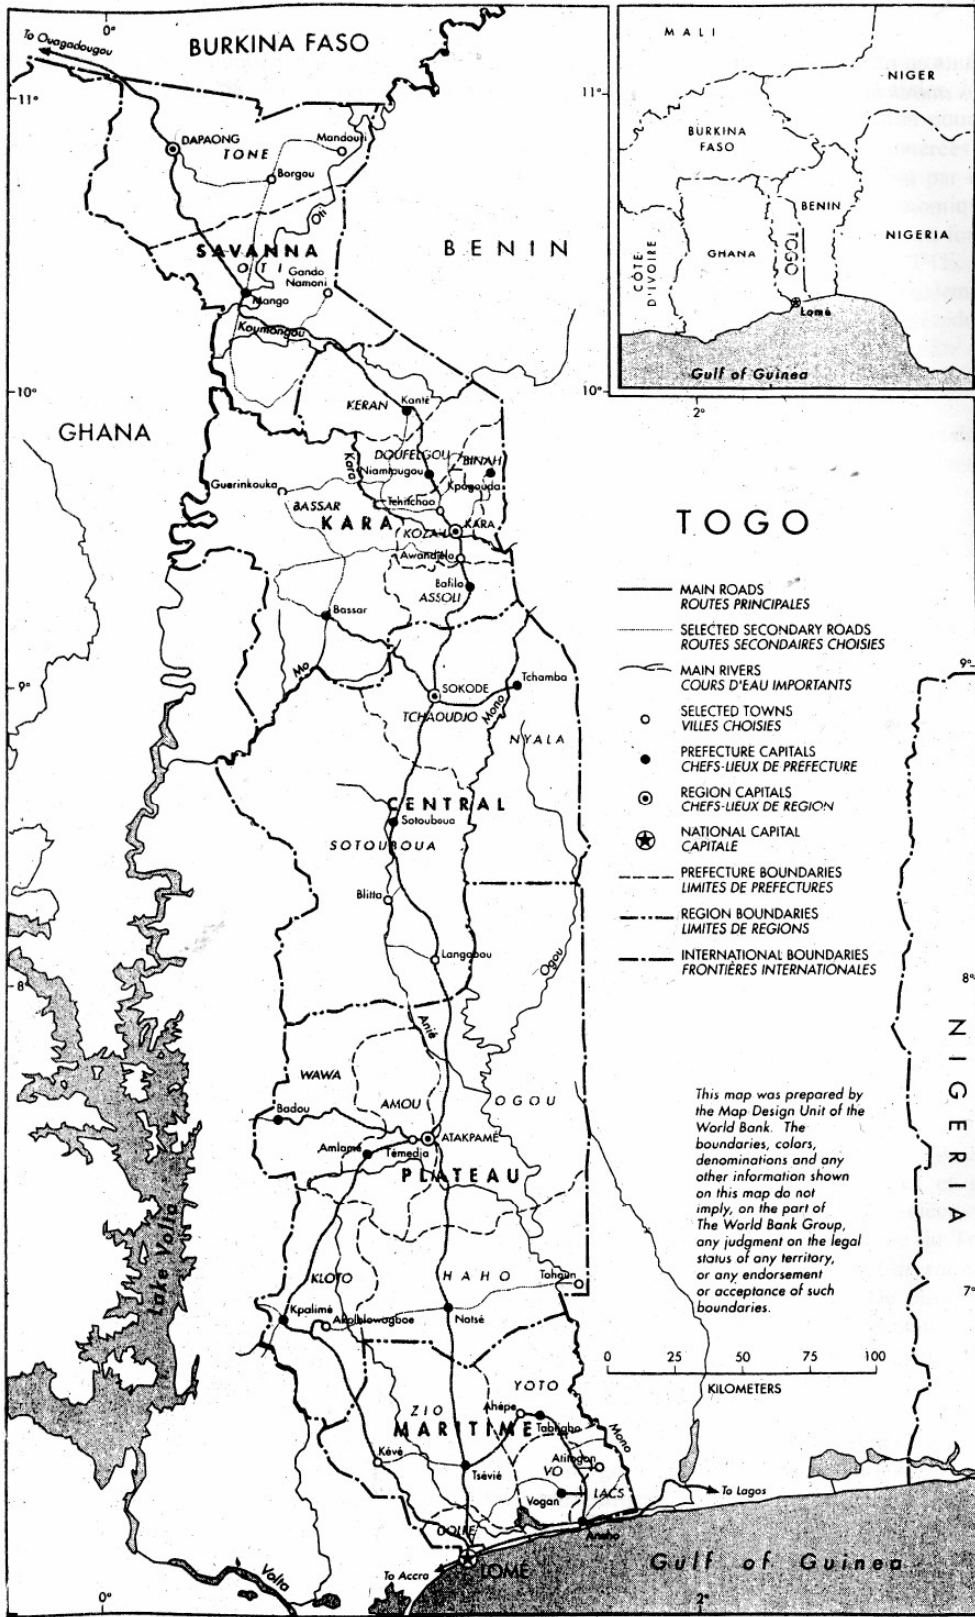 0°
To Ouagadougou
BURKINA FASO
11°
DAPAONG
TONE
Mandouri
Borgou
Oti
SAVANNA
OTI
Gando
Namoni
Mango
Koumongou
BENIN
10°
GHANA
KERAN
Kanté
DOUFELGOU
BINAH
Kara
Niamtougou
Kpagouda
Guerinkouka
BASSAR
Tchitchao
KARA
KOZAH
KARA
Awandjelo
Bafilo
ASSOLI
Bassar
Mo
9°
SOKODE
Tchamba
TCHAOUDJO
Mono
NYALA
CENTRAL
Sotouboua
SOTOUBOUA
Blitta
Langabou
Ogou
8°
Anié
WAWA
AMOU
OGOU
Badou
ATAKPAMÉ
Amlamé
Témedja
PLATEAU
Lake Volta
KLOTO
HAHO
Tohoun
Kpalimé
Notsé
YOTO
ZIO
Ahépé
MARITIME
Tabligbo
Mono
Kévé
Tsévié
Atitogon
VO
Vogan
LACS
To Lagos
GOLFE
Aneho
LOMÉ
Gulf of Guinea
To Accra
Volta
0°
2°
11°
MALI
NIGER
BURKINA
FASO
BENIN
NIGERIA
CÔTE
D'IVOIRE
GHANA
TOGO
Lomé
Gulf of Guinea
10°
2°
TOGO
MAIN ROADS
ROUTES PRINCIPALES
SELECTED SECONDARY ROADS
ROUTES SECONDAIRES CHOISIES
MAIN RIVERS
COURS D'EAU IMPORTANTS
SELECTED TOWNS
VILLES CHOISIES
PREFECTURE CAPITALS
CHEFS-LIEUX DE PREFECTURE
REGION CAPITALS
CHEFS-LIEUX DE REGION
NATIONAL CAPITAL
CAPITALE
PREFECTURE BOUNDARIES
LIMITES DE PREFECTURES
REGION BOUNDARIES
LIMITES DE REGIONS
INTERNATIONAL BOUNDARIES
FRONTIÈRES INTERNATIONALES
9°
8°
NIGERIA
7°
This map was prepared by
the Map Design Unit of the
World Bank. The
boundaries, colors,
denominations and any
other information shown
on this map do not
imply, on the part of
The World Bank Group,
any judgment on the legal
status of any territory,
or any endorsement
or acceptance of such
boundaries.
0 25 50 75 100
KILOMETERS